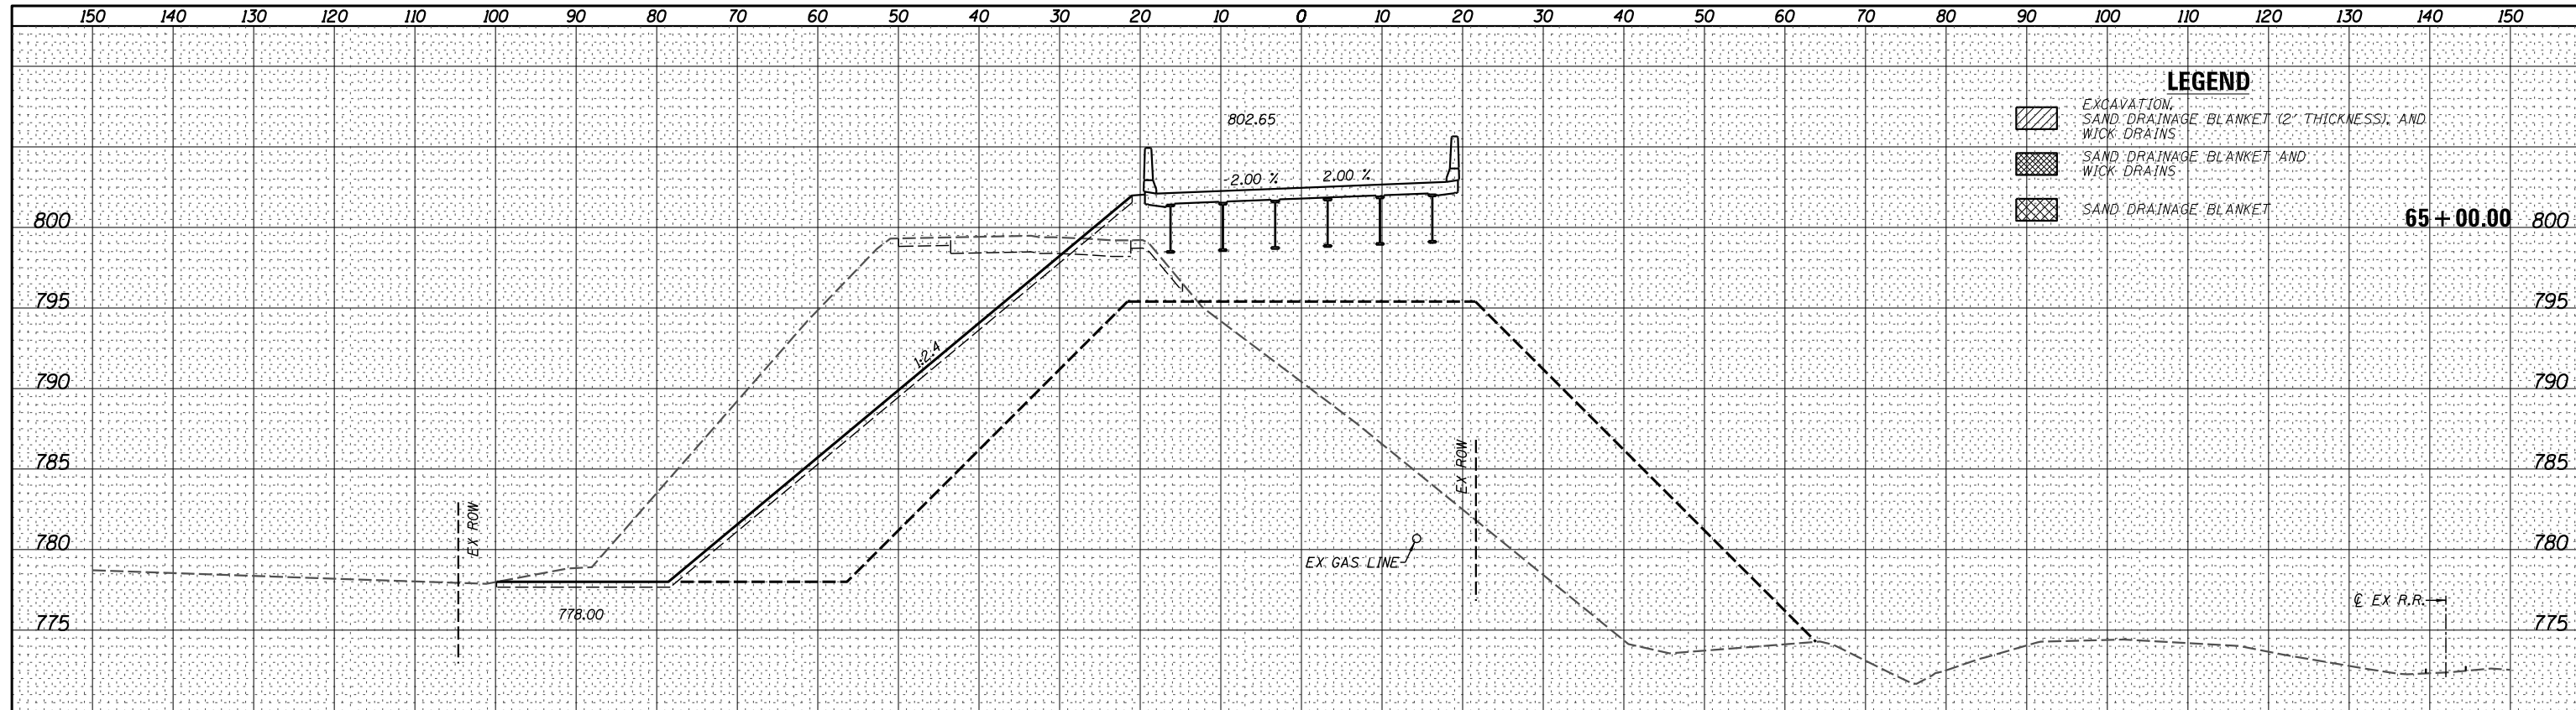 150 140 130 120 110 100 90 80 70 60 50 40 30 20 10 0 10 20 30 40 50 60 70 80 90 100 110 120 130 140 150
LEGEND
EXCAVATION,
SAND DRAINAGE BLANKET (2' THICKNESS), AND
WICK DRAINS
SAND DRAINAGE BLANKET AND
WICK DRAINS
SAND DRAINAGE BLANKET
802.65
-2.00 % 2.00 %
800 65+00.00 800
795 795
1:2.4
790 790
785 785
EX ROW
EX ROW
780 780
EX GAS LINE
778.00
℄ EX R.R.
775 775